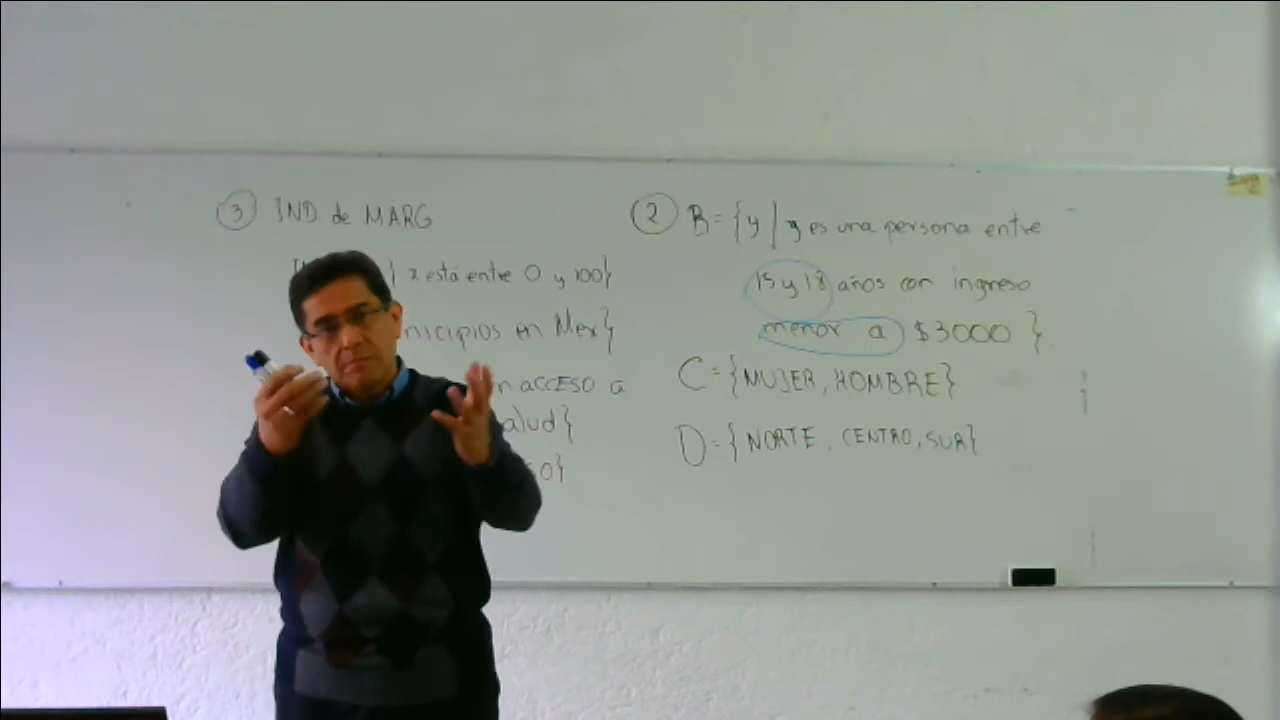 ③ IND de MARG
x está entre 0 y 100}
nicipios en Mex}
n ACCESO a
alud}
SO}
② B = {y | y es una persona entre
15 y 18 años con ingreso
menor a $3000 }
C = {MUJER, HOMBRE}
D = {NORTE, CENTRO, SUR}